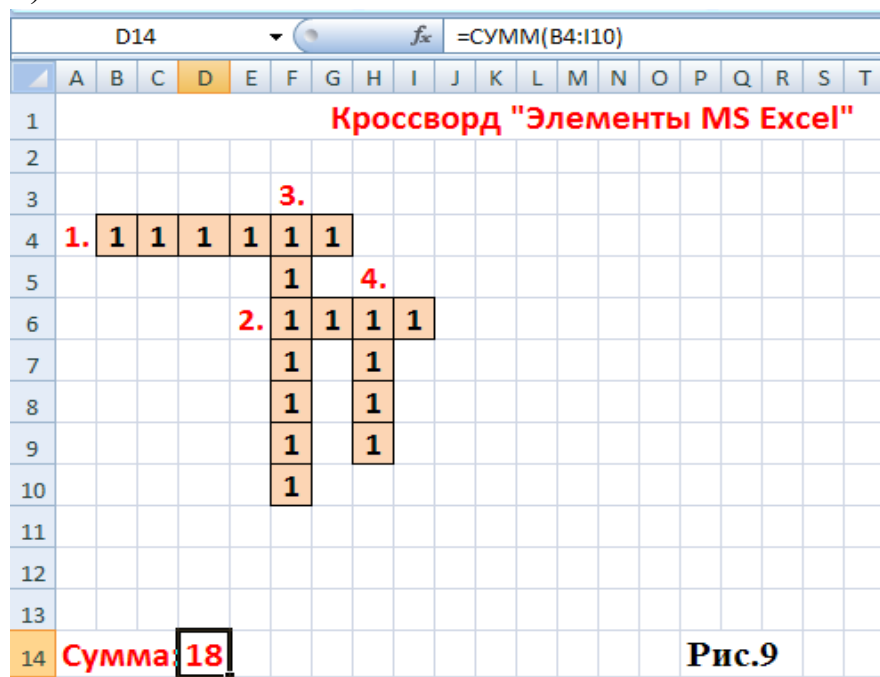 D14 fx =СУММ(B4:I10)
A B C D E F G H I J K L M N O P Q R S T
1 Кроссворд "Элементы MS Excel"
2
3 3.
4 1. 1 1 1 1 1 1
5 1 4.
6 2. 1 1 1 1
7 1 1
8 1 1
9 1 1
10 1
11
12
13
14 Сумма: 18 Рис.9